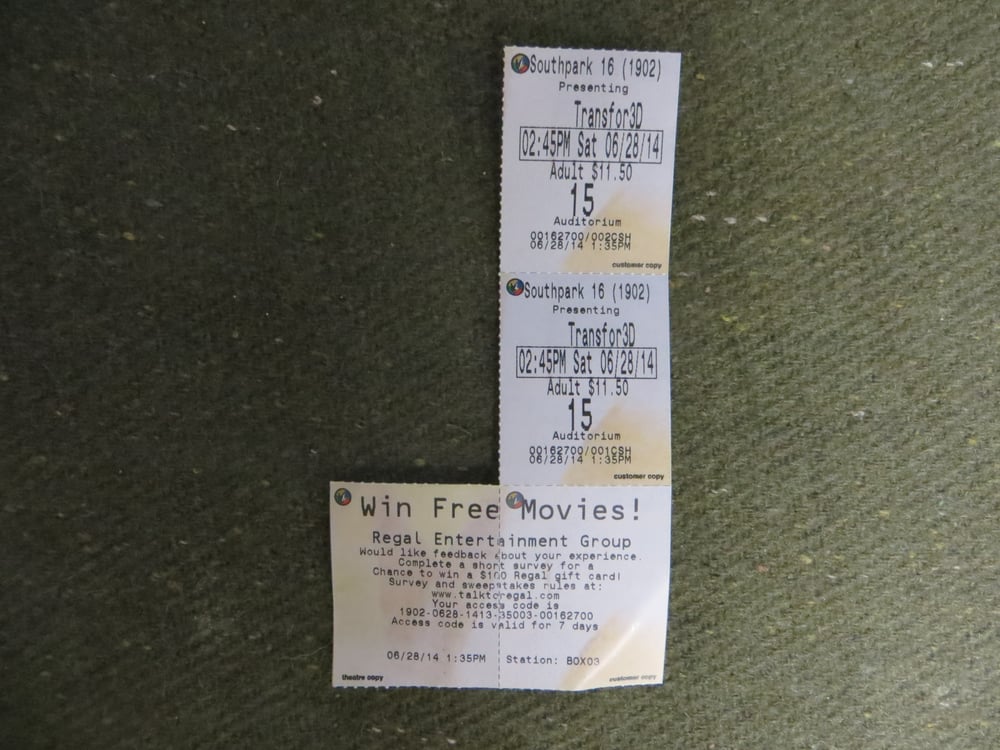 Southpark 16 (1902)
Presenting
Transfor3D
02:45PM Sat 06/28/14
Adult $11.50
15
Auditorium
00162700/002CSH
06/28/14 1:35PM
customer copy
Southpark 16 (1902)
Presenting
Transfor3D
02:45PM Sat 06/28/14
Adult $11.50
15
Auditorium
00162700/001CSH
06/28/14 1:35PM
customer copy
Win Free Movies!
Regal Entertainment Group
Would like feedback about your experience.
Complete a short survey for a
Chance to win a $100 Regal gift card!
Survey and sweepstakes rules at:
www.talktoregal.com
Your access code is
1902-0628-1413-35003-00162700
Access code is valid for 7 days
06/28/14 1:35PM Station: BOX03
theatre copy customer copy